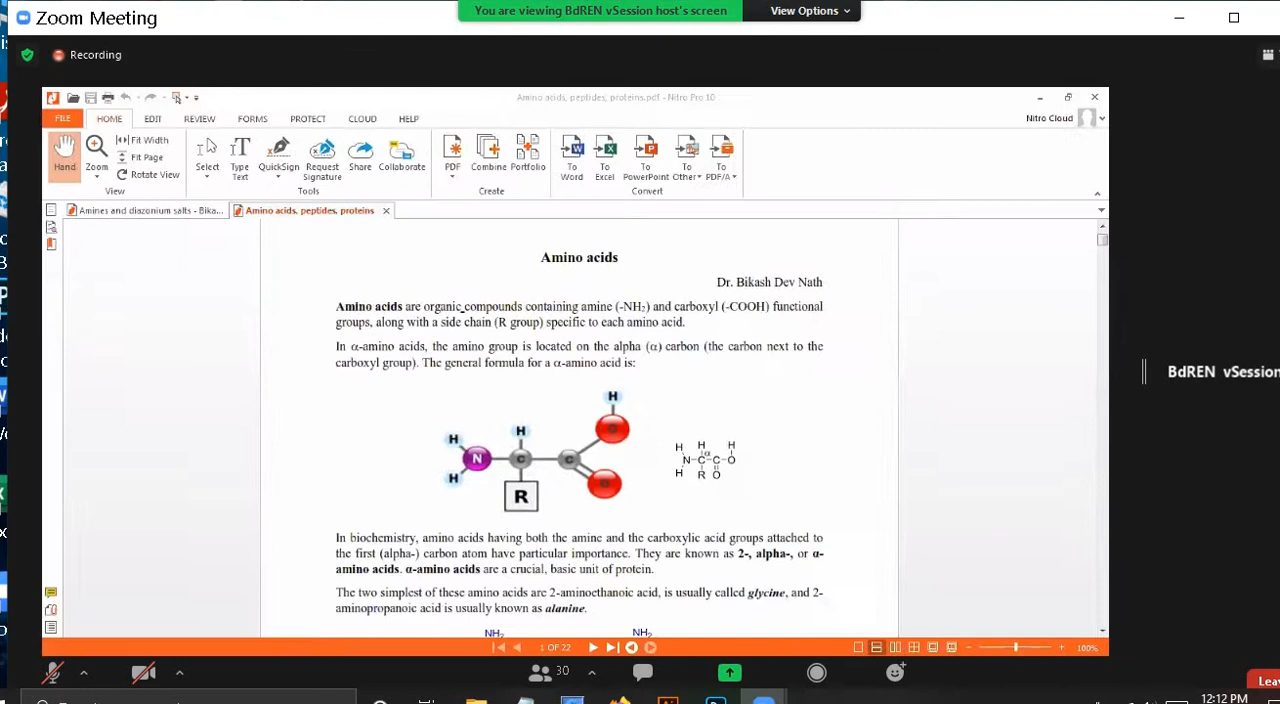 Zoom Meeting
You are viewing BdREN vSession host's screen
View Options
Recording
Amino acids, peptides, proteins.pdf - Nitro Pro 10
FILE HOME EDIT REVIEW FORMS PROTECT CLOUD HELP
Nitro Cloud
Hand
Zoom
Fit Width
Fit Page
Rotate View
View
Select
Type Text
QuickSign
Request Signature
Share
Collaborate
Tools
PDF
Combine
Portfolio
Create
To Word
To Excel
To PowerPoint
To Other
To PDF/A
Convert
Amines and diazonium salts - Bika...
Amino acids, peptides, proteins
Amino acids
Dr. Bikash Dev Nath
Amino acids are organic compounds containing amine (-NH₂) and carboxyl (-COOH) functional
groups, along with a side chain (R group) specific to each amino acid.
In α-amino acids, the amino group is located on the alpha (α) carbon (the carbon next to the
carboxyl group). The general formula for a α-amino acid is:
H
H H
N C C
H
R
H H H
α
N C C O
H R O
In biochemistry, amino acids having both the amine and the carboxylic acid groups attached to
the first (alpha-) carbon atom have particular importance. They are known as 2-, alpha-, or α-
amino acids. α-amino acids are a crucial, basic unit of protein.
The two simplest of these amino acids are 2-aminoethanoic acid, is usually called glycine, and 2-
aminopropanoic acid is usually known as alanine.
NH₂ NH₂
1 OF 22
100%
BdREN vSession
30
Lea
12:12 PM